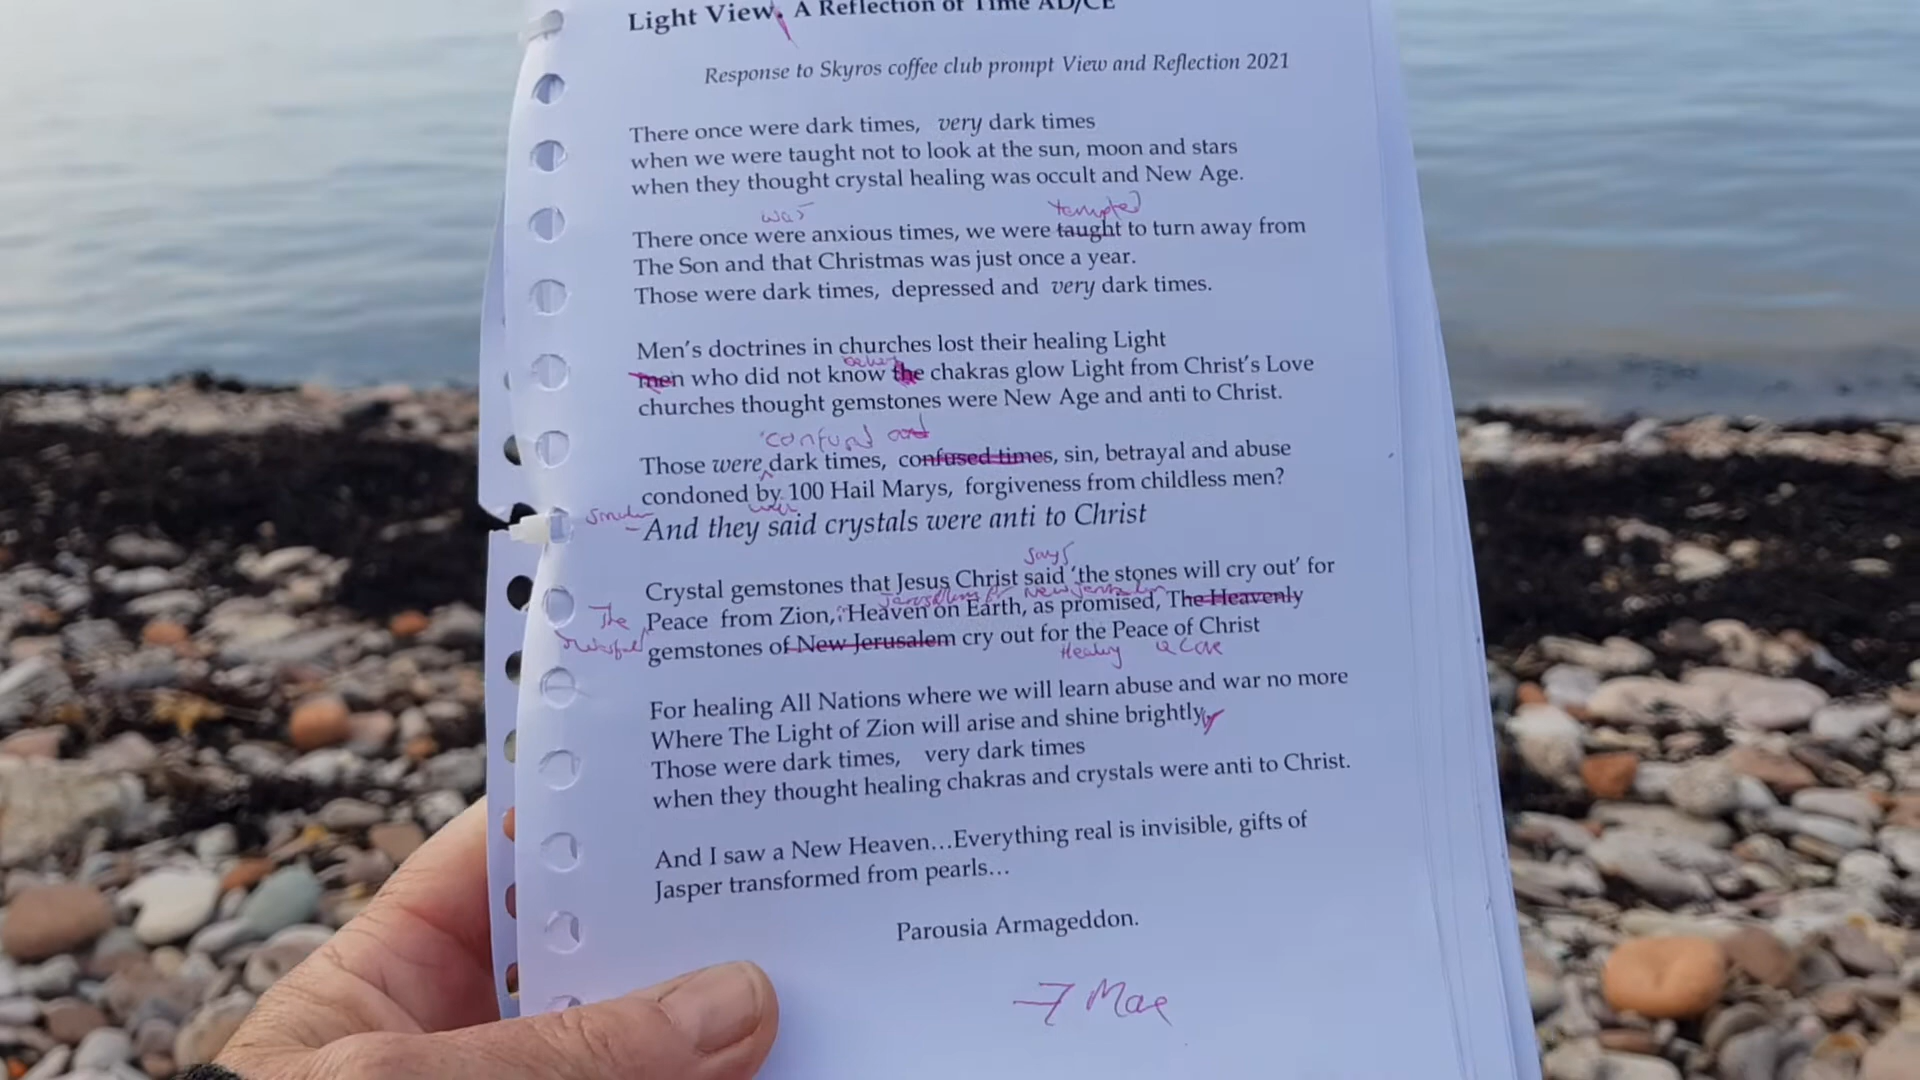 Light View. A Reflection of Time AD/CE
Response to Skyros coffee club prompt View and Reflection 2021
There once were dark times, very dark times
when we were taught not to look at the sun, moon and stars
when they thought crystal healing was occult and New Age.
was tempted
There once were anxious times, we were taught to turn away from
The Son and that Christmas was just once a year.
Those were dark times, depressed and very dark times.
Men's doctrines in churches lost their healing Light
men who did not know the chakras glow Light from Christ's Love
churches thought gemstones were New Age and anti to Christ.
confused and
Those were dark times, confused times, sin, betrayal and abuse
condoned by 100 Hail Marys, forgiveness from childless men?
And they said crystals were anti to Christ
says
Crystal gemstones that Jesus Christ said 'the stones will cry out' for
The
Peace from Zion, Heaven on Earth, as promised, The Heavenly
gemstones of New Jerusalem cry out for the Peace of Christ
Healing
For healing All Nations where we will learn abuse and war no more
Where The Light of Zion will arise and shine brightly
Those were dark times, very dark times
when they thought healing chakras and crystals were anti to Christ.
And I saw a New Heaven…Everything real is invisible, gifts of
Jasper transformed from pearls…
Parousia Armageddon.
Mae